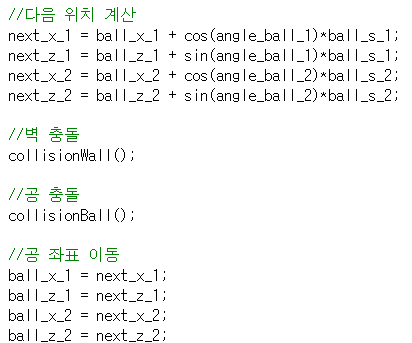 //다음 위치 계산
next_x_1 = ball_x_1 + cos(angle_ball_1)*ball_s_1;
next_z_1 = ball_z_1 + sin(angle_ball_1)*ball_s_1;
next_x_2 = ball_x_2 + cos(angle_ball_2)*ball_s_2;
next_z_2 = ball_z_2 + sin(angle_ball_2)*ball_s_2;
//벽 충돌
collisionWall();
//공 충돌
collisionBall();
//공 좌표 이동
ball_x_1 = next_x_1;
ball_z_1 = next_z_1;
ball_x_2 = next_x_2;
ball_z_2 = next_z_2;